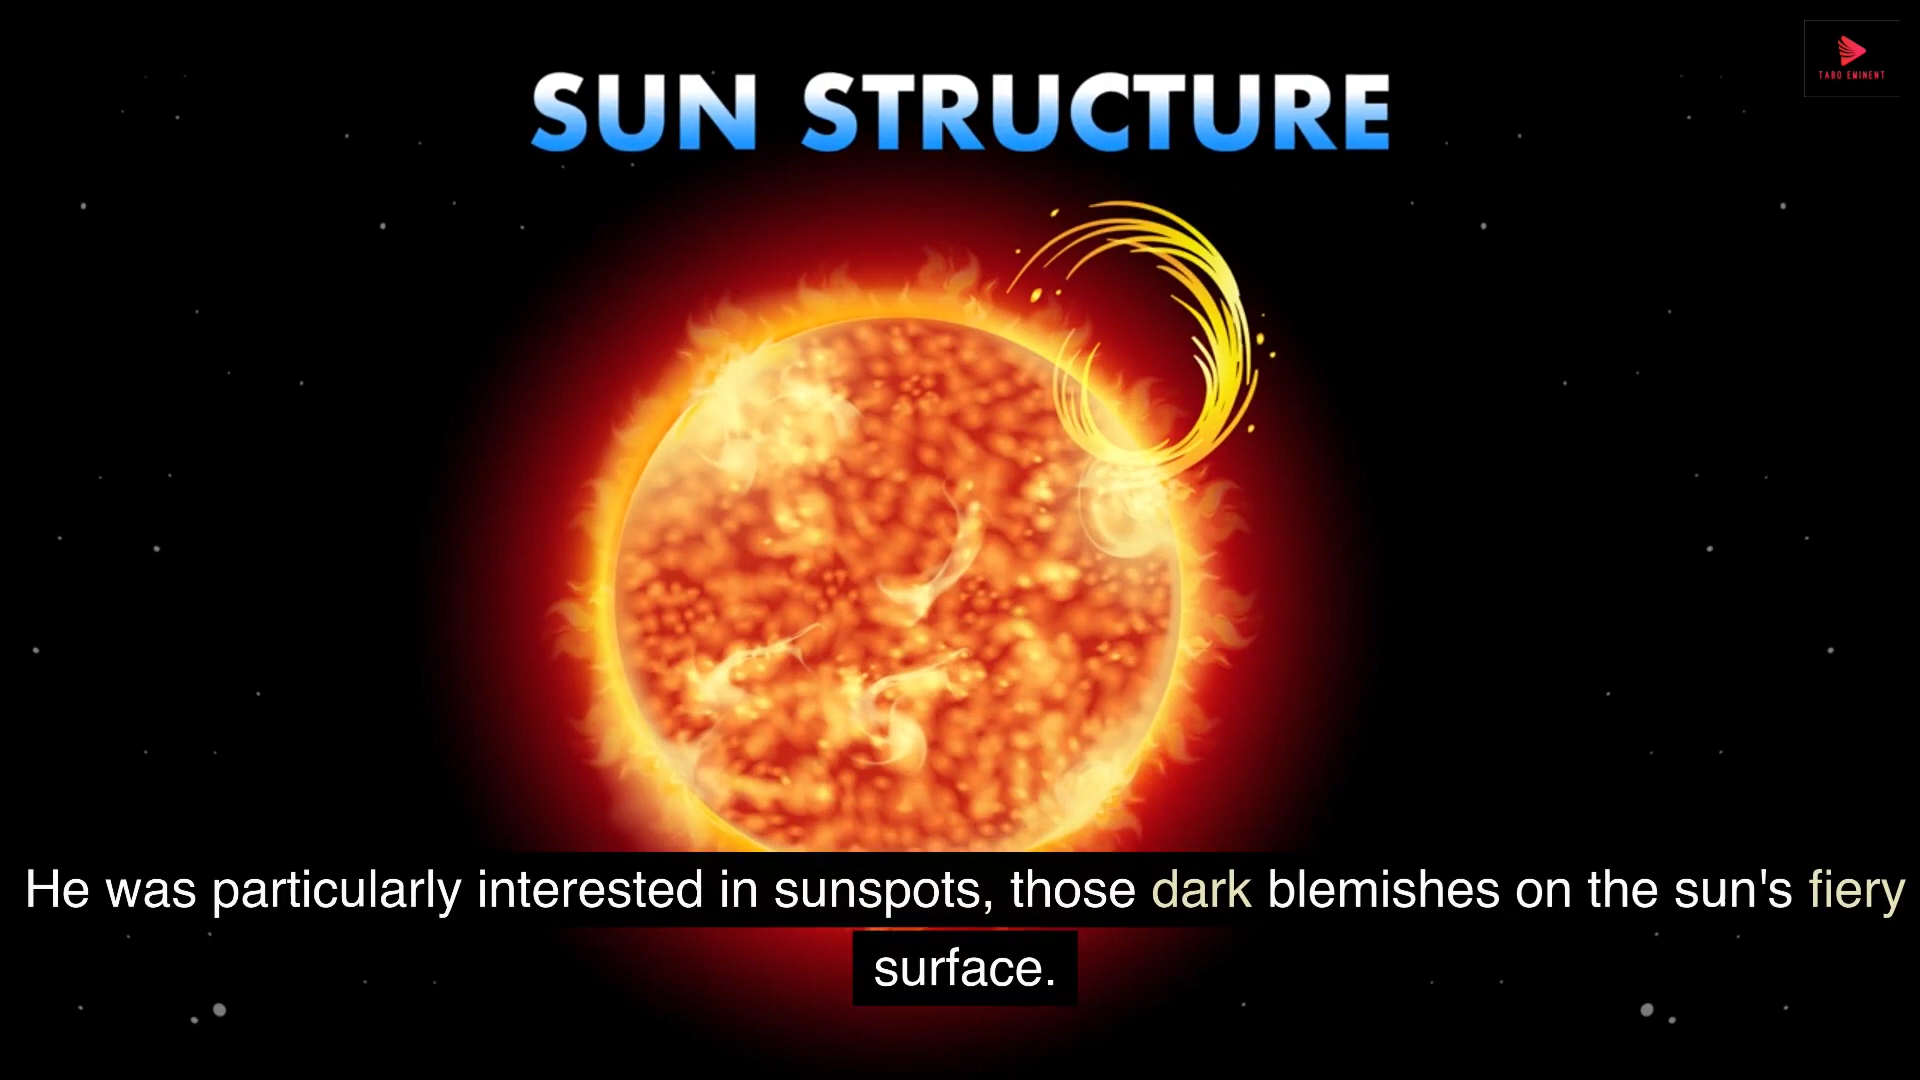 TABO EMINENT
SUN STRUCTURE
He was particularly interested in sunspots, those dark blemishes on the sun's fiery
surface.